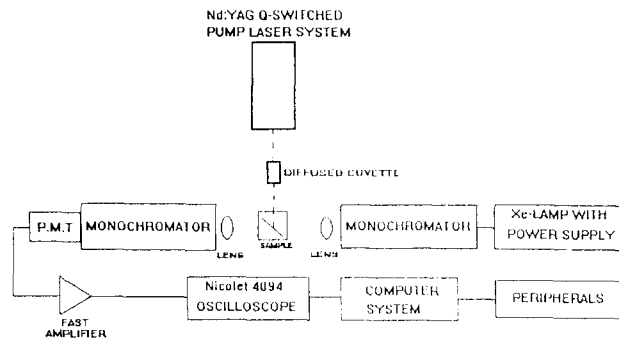 Nd:YAG Q-SWITCHED
PUMP LASER SYSTEM
DIFFUSED CUVETTE
P.M.T
MONOCHROMATOR
LENS
SAMPLE
LENS
MONOCHROMATOR
Xe-LAMP WITH
POWER SUPPLY
FAST
AMPLIFIER
Nicolet 4094
OSCILLOSCOPE
COMPUTER
SYSTEM
PERIPHERALS